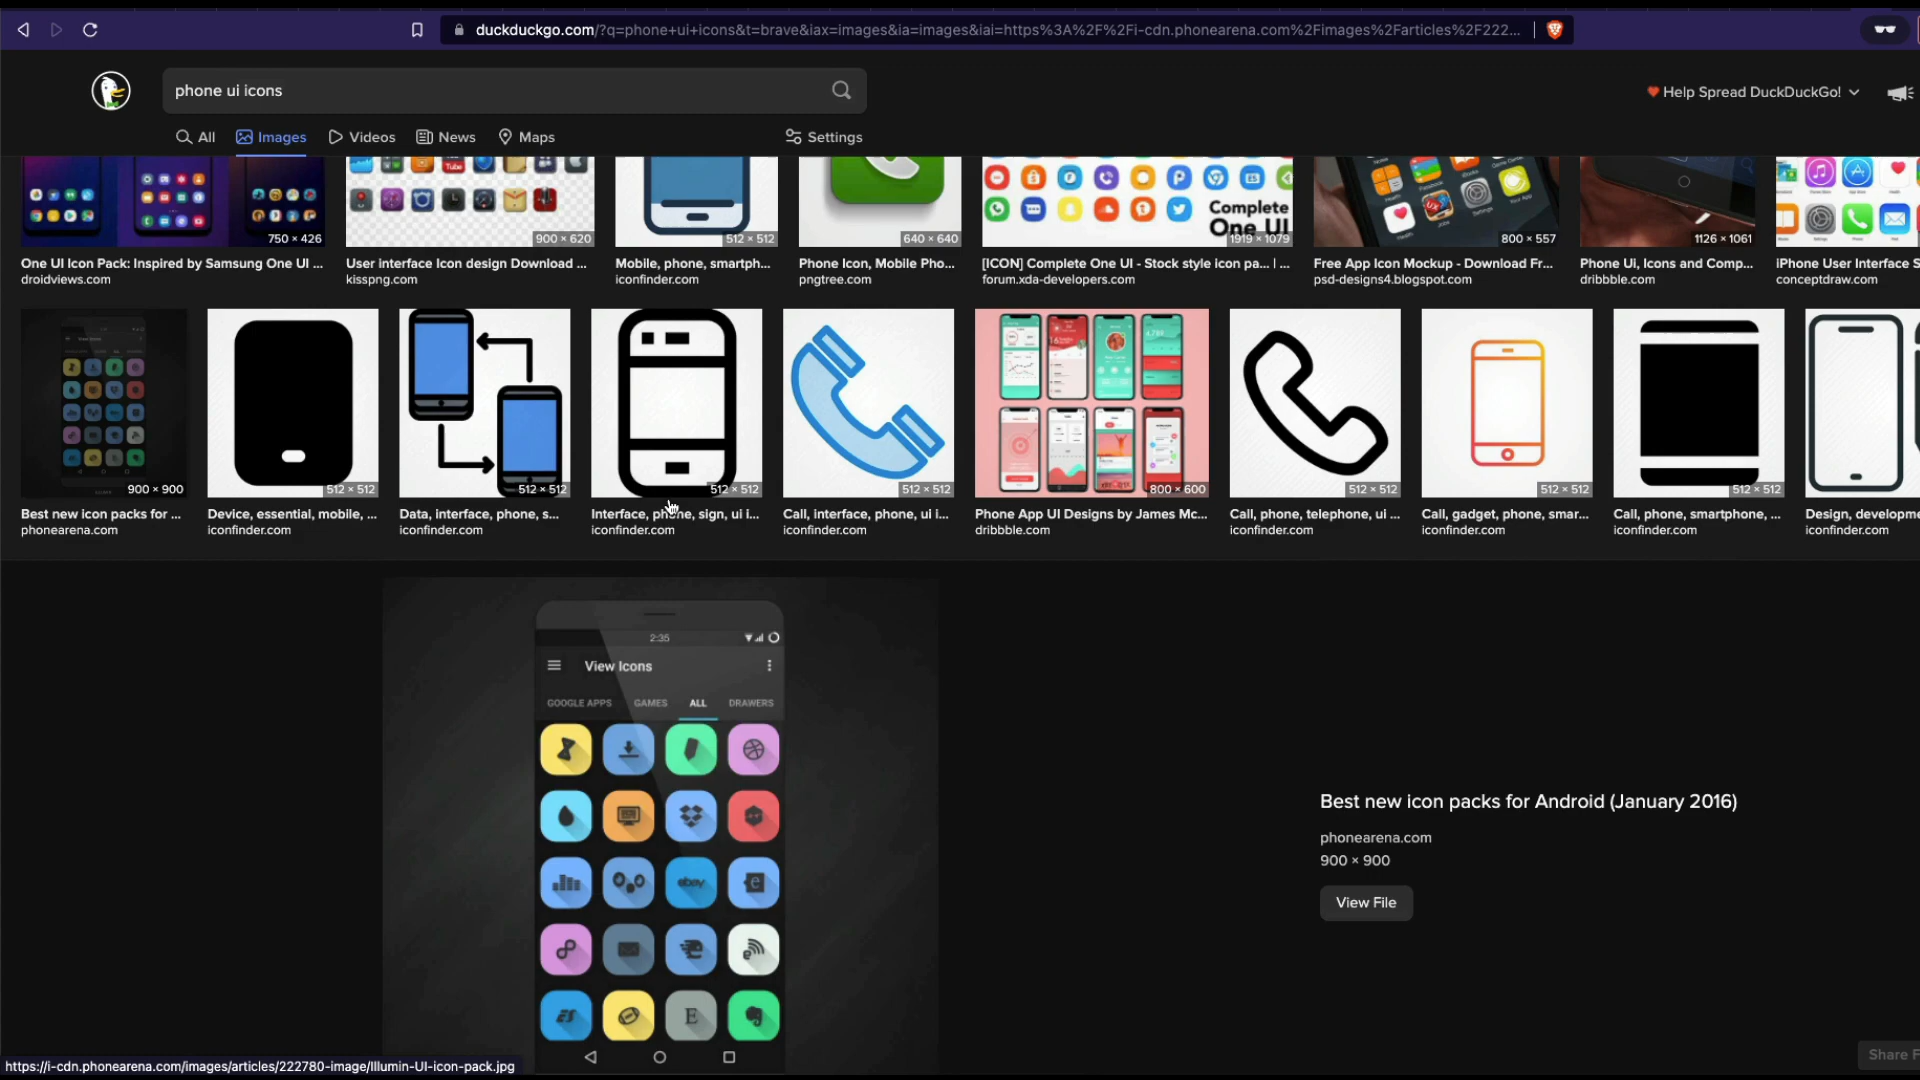 duckduckgo.com/?q=phone+ui+icons&t=brave&iax=images&ia=images&iai=https%3A%2F%2Fi-cdn.phonearena.com%2Fimages%2Farticles%2F222...
phone ui icons
Help Spread DuckDuckGo!
All Images Videos News Maps Settings
Complete
One UI
750 × 426 900 × 620 512 × 512 640 × 640 1919 × 1079 800 × 557 1126 × 1061
One UI Icon Pack: Inspired by Samsung One UI ... User interface Icon design Download ... Mobile, phone, smartph... Phone Icon, Mobile Pho... [ICON] Complete One UI - Stock style icon pa... | ... Free App Icon Mockup - Download Fr... Phone Ui, Icons and Comp... iPhone User Interface S
droidviews.com kisspng.com iconfinder.com pngtree.com forum.xda-developers.com psd-designs4.blogspot.com dribbble.com conceptdraw.com
900 × 900 512 × 512 512 × 512 512 × 512 512 × 512 800 × 600 512 × 512 512 × 512 512 × 512
Best new icon packs for ... Device, essential, mobile, ... Data, interface, phone, s... Interface, phone, sign, ui i... Call, interface, phone, ui i... Phone App UI Designs by James Mc... Call, phone, telephone, ui ... Call, gadget, phone, smar... Call, phone, smartphone, ... Design, developme
phonearena.com iconfinder.com iconfinder.com iconfinder.com iconfinder.com dribbble.com iconfinder.com iconfinder.com iconfinder.com iconfinder.com
2:35
View Icons
GOOGLE APPS GAMES ALL DRAWERS
ebay
ES E
Best new icon packs for Android (January 2016)
phonearena.com
900 × 900
View File
Share F
https://i-cdn.phonearena.com/images/articles/222780-image/Illumin-UI-icon-pack.jpg